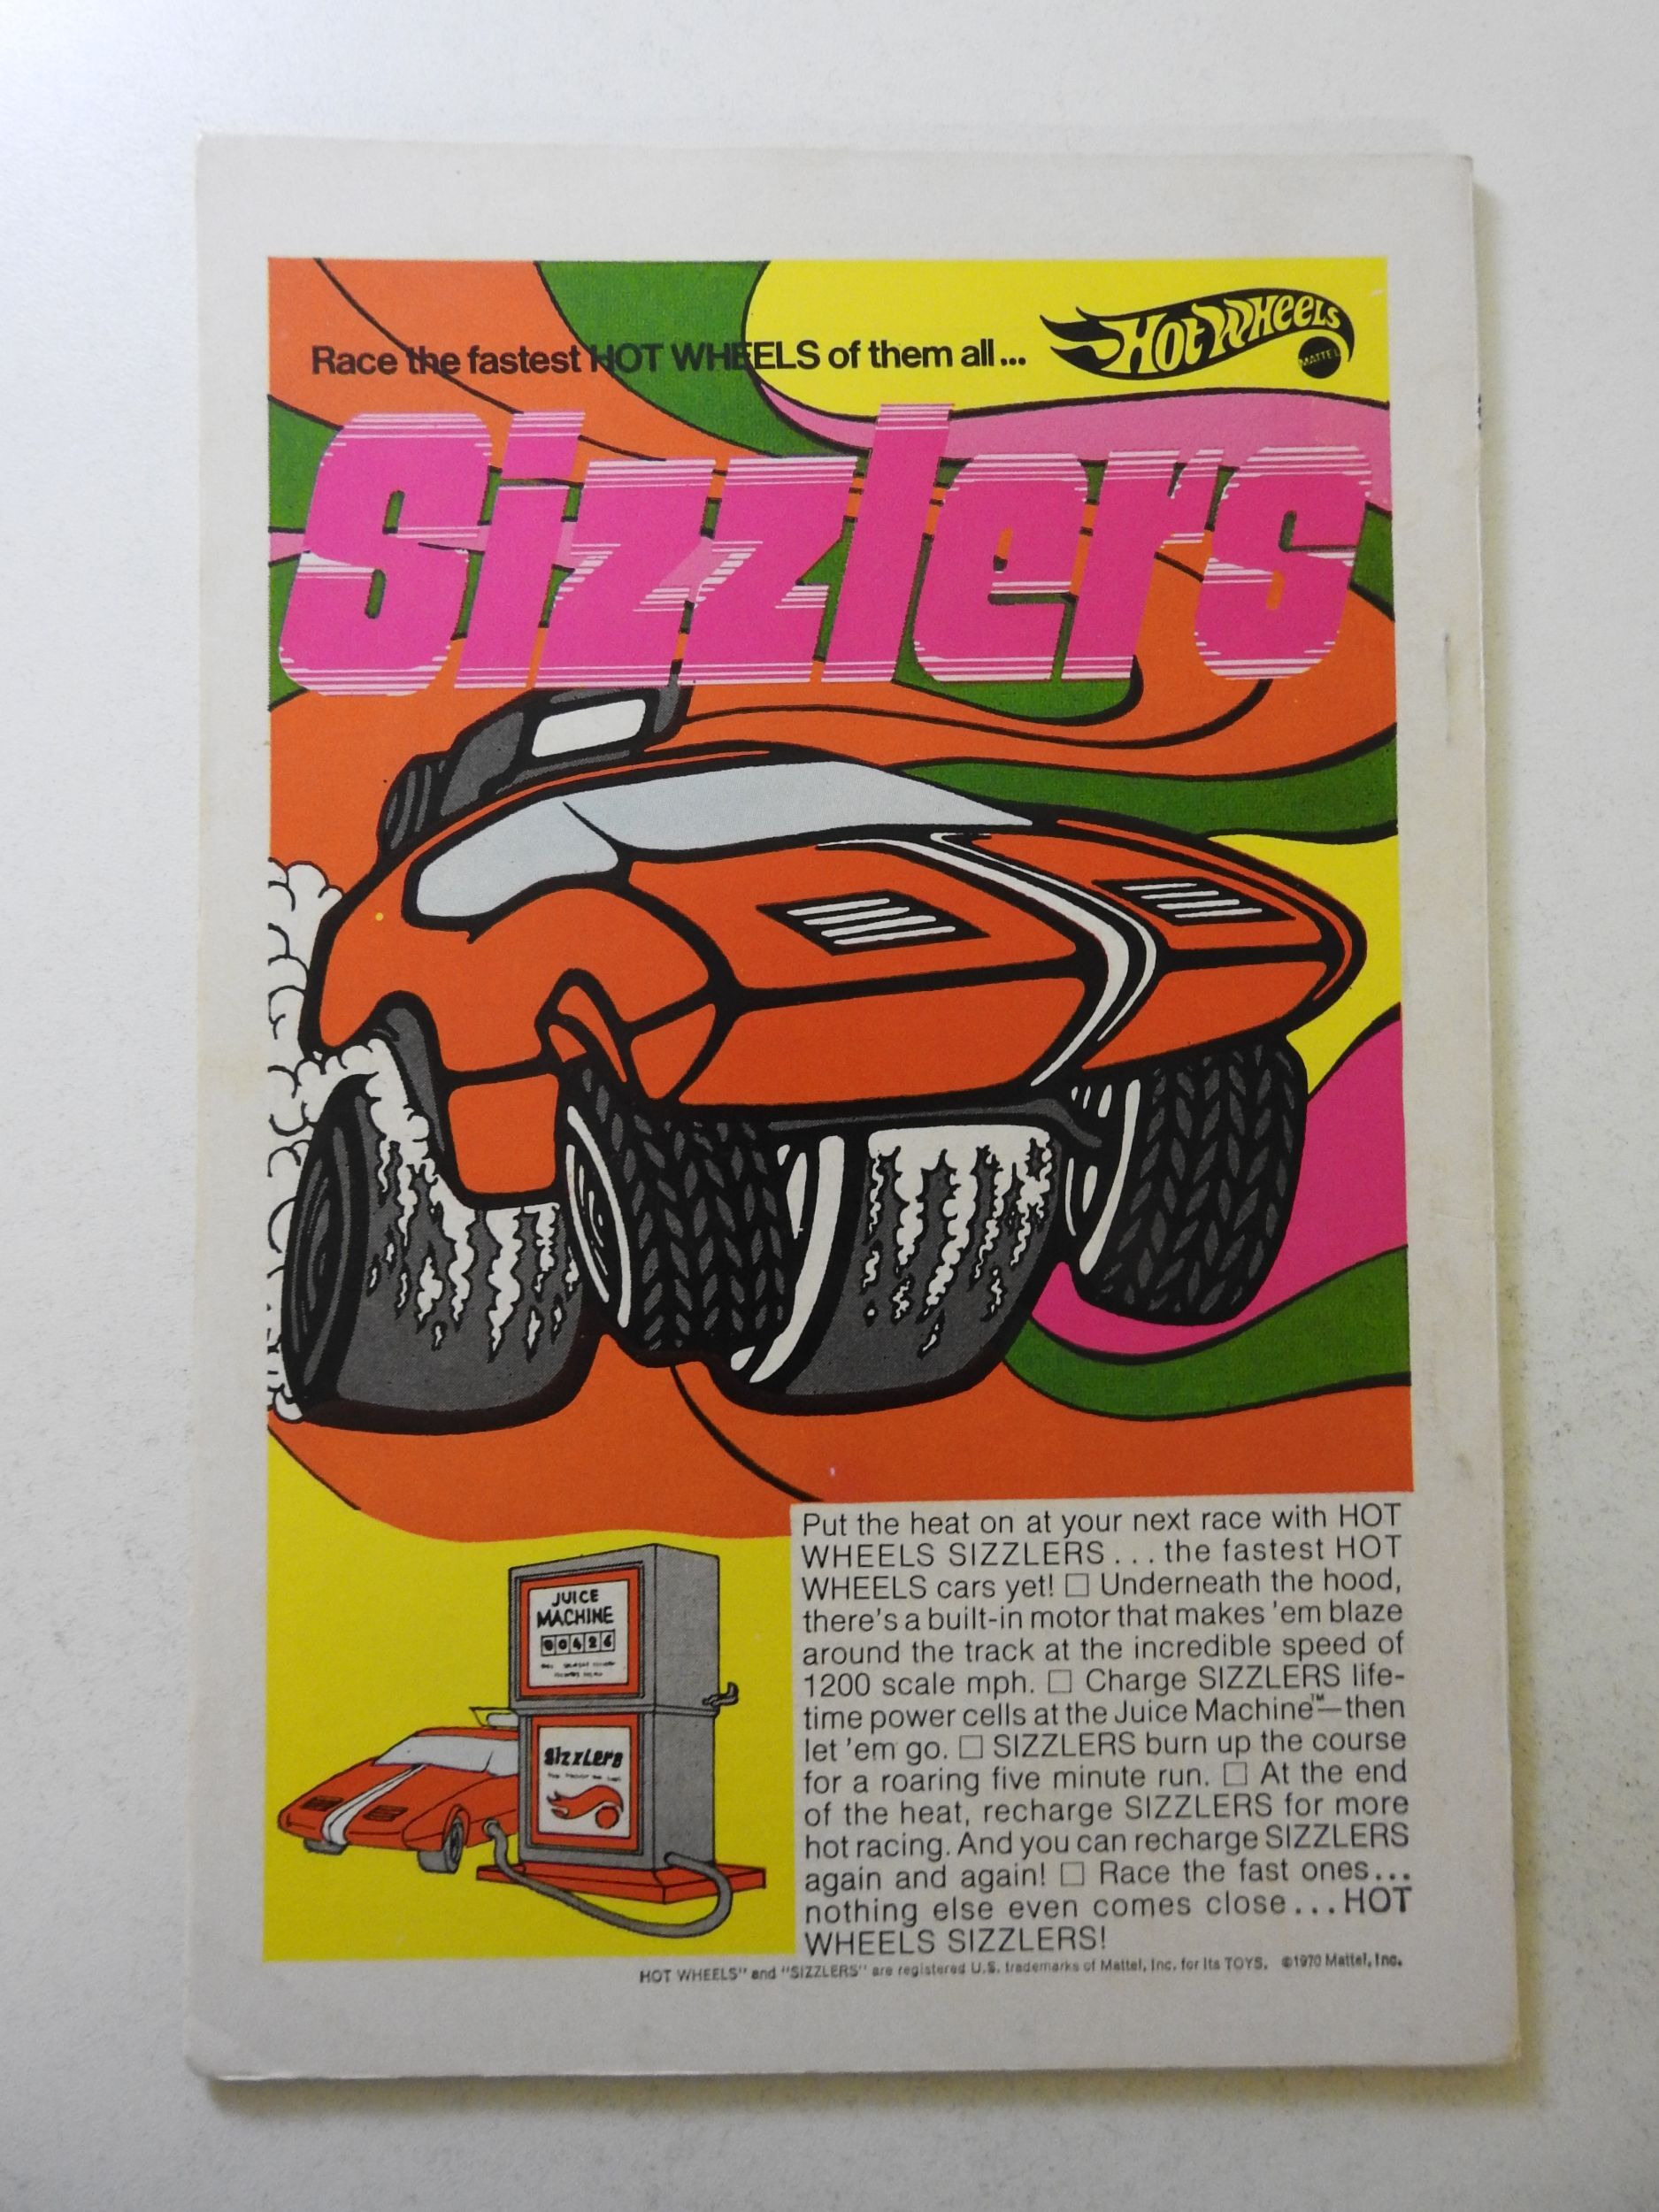 Race the fastest HOT WHEELS of them all...
Hot Wheels
MATTEL
Sizzlers
Put the heat on at your next race with HOT
WHEELS SIZZLERS...the fastest HOT
WHEELS cars yet! □ Underneath the hood,
there's a built-in motor that makes 'em blaze
around the track at the incredible speed of
1200 scale mph. □ Charge SIZZLERS life-
time power cells at the Juice Machine™—then
let 'em go. □ SIZZLERS burn up the course
for a roaring five minute run. □ At the end
of the heat, recharge SIZZLERS for more
hot racing. And you can recharge SIZZLERS
again and again! □ Race the fast ones...
nothing else even comes close...HOT
WHEELS SIZZLERS!
JUICE
MACHINE
00426
Sizzlers
HOT WHEELS" and "SIZZLERS" are registered U.S. trademarks of Mattel, Inc. for its TOYS. ©1970 Mattel, Inc.